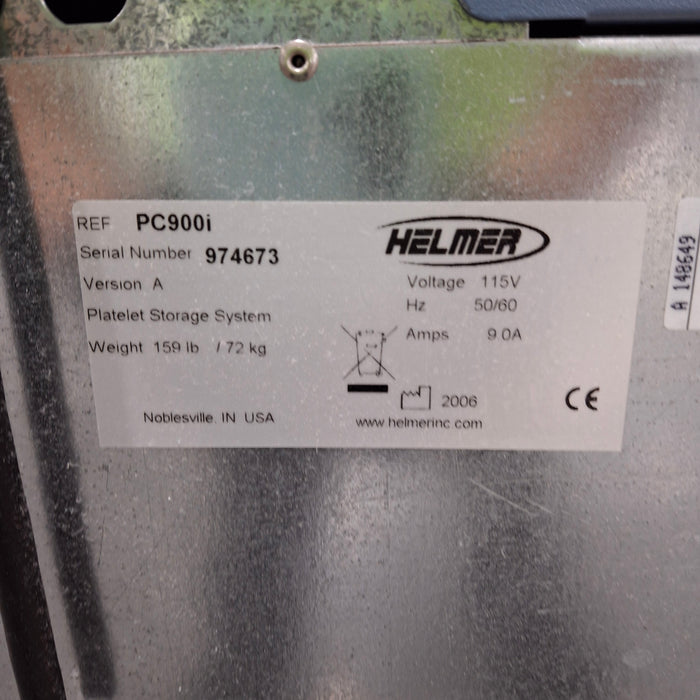 REF PC900i
Serial Number 974673
Version A
Platelet Storage System
Weight 159 lb / 72 kg
Noblesville, IN USA
HELMER
Voltage 115V
Hz 50/60
Amps 9.0A
2006
www.helmerinc.com
CE
A 148649